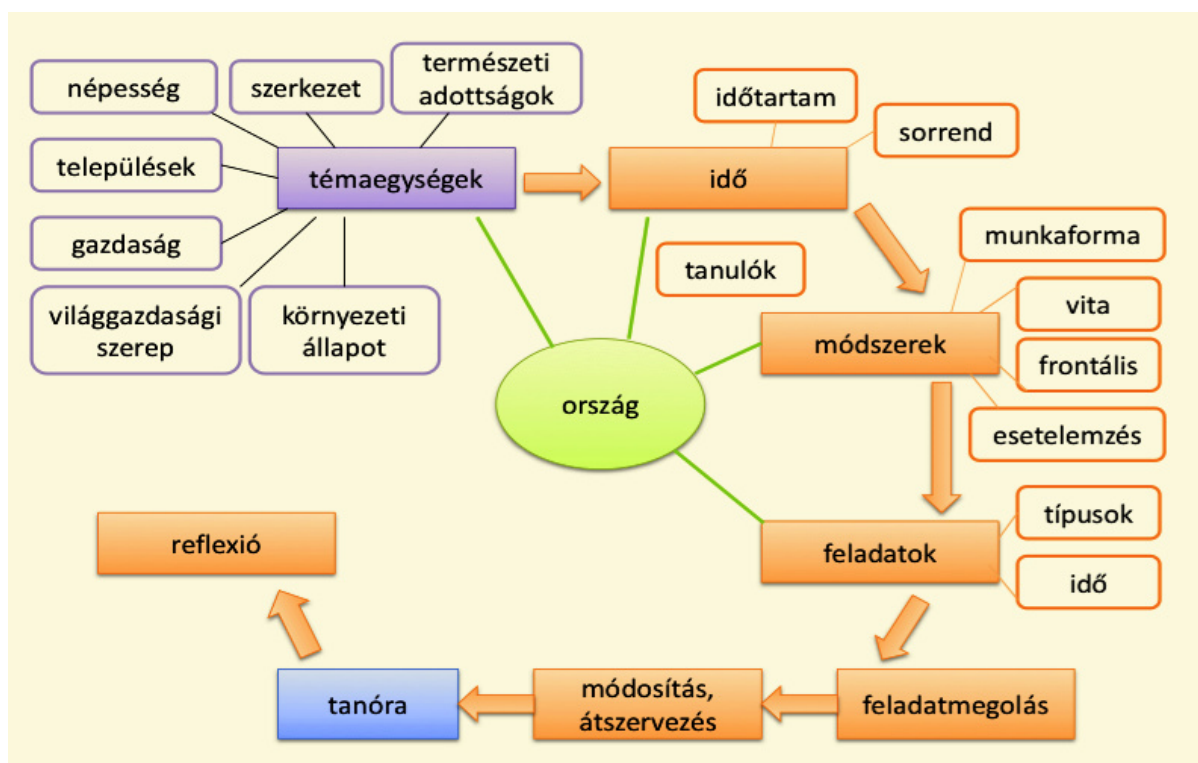 természeti
adottságok
népesség
szerkezet
települések
témaegységek
gazdaság
világgazdasági
szerep
környezeti
állapot
időtartam
sorrend
idő
tanulók
munkaforma
vita
módszerek
frontális
esetelemzés
ország
típusok
feladatok
idő
feladatmegolás
módosítás,
átszervezés
tanóra
reflexió